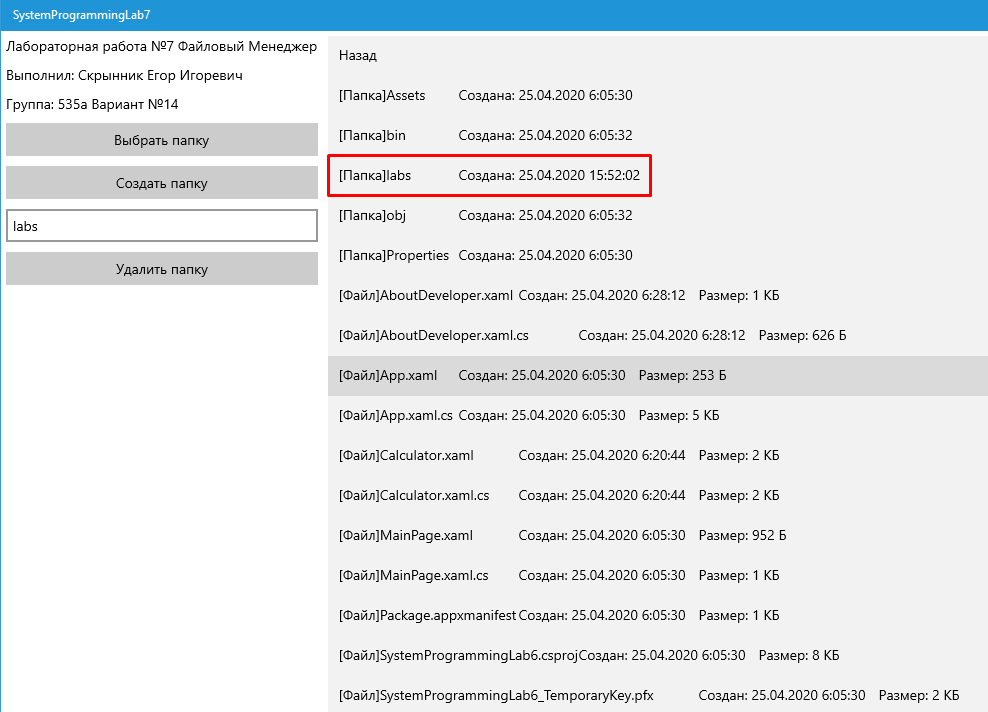 SystemProgrammingLab7
Лабораторная работа №7 Файловый Менеджер
Выполнил: Скрынник Егор Игоревич
Группа: 535а Вариант №14
Выбрать папку
Создать папку
labs
Удалить папку
Назад
[Папка]Assets Создана: 25.04.2020 6:05:30
[Папка]bin Создана: 25.04.2020 6:05:32
[Папка]labs Создана: 25.04.2020 15:52:02
[Папка]obj Создана: 25.04.2020 6:05:32
[Папка]Properties Создана: 25.04.2020 6:05:30
[Файл]AboutDeveloper.xaml Создан: 25.04.2020 6:28:12 Размер: 1 КБ
[Файл]AboutDeveloper.xaml.cs Создан: 25.04.2020 6:28:12 Размер: 626 Б
[Файл]App.xaml Создан: 25.04.2020 6:05:30 Размер: 253 Б
[Файл]App.xaml.cs Создан: 25.04.2020 6:05:30 Размер: 5 КБ
[Файл]Calculator.xaml Создан: 25.04.2020 6:20:44 Размер: 2 КБ
[Файл]Calculator.xaml.cs Создан: 25.04.2020 6:20:44 Размер: 2 КБ
[Файл]MainPage.xaml Создан: 25.04.2020 6:05:30 Размер: 952 Б
[Файл]MainPage.xaml.cs Создан: 25.04.2020 6:05:30 Размер: 1 КБ
[Файл]Package.appxmanifest Создан: 25.04.2020 6:05:30 Размер: 1 КБ
[Файл]SystemProgrammingLab6.csprojСоздан: 25.04.2020 6:05:30 Размер: 8 КБ
[Файл]SystemProgrammingLab6_TemporaryKey.pfx Создан: 25.04.2020 6:05:30 Размер: 2 КБ